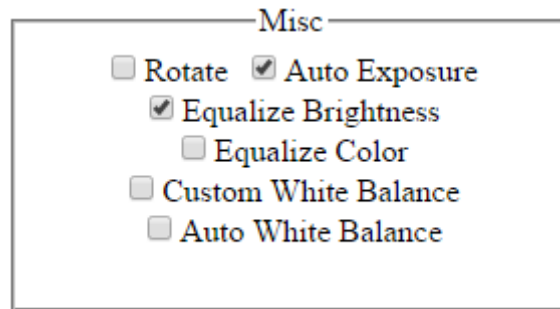 Misc
Rotate Auto Exposure
Equalize Brightness
Equalize Color
Custom White Balance
Auto White Balance